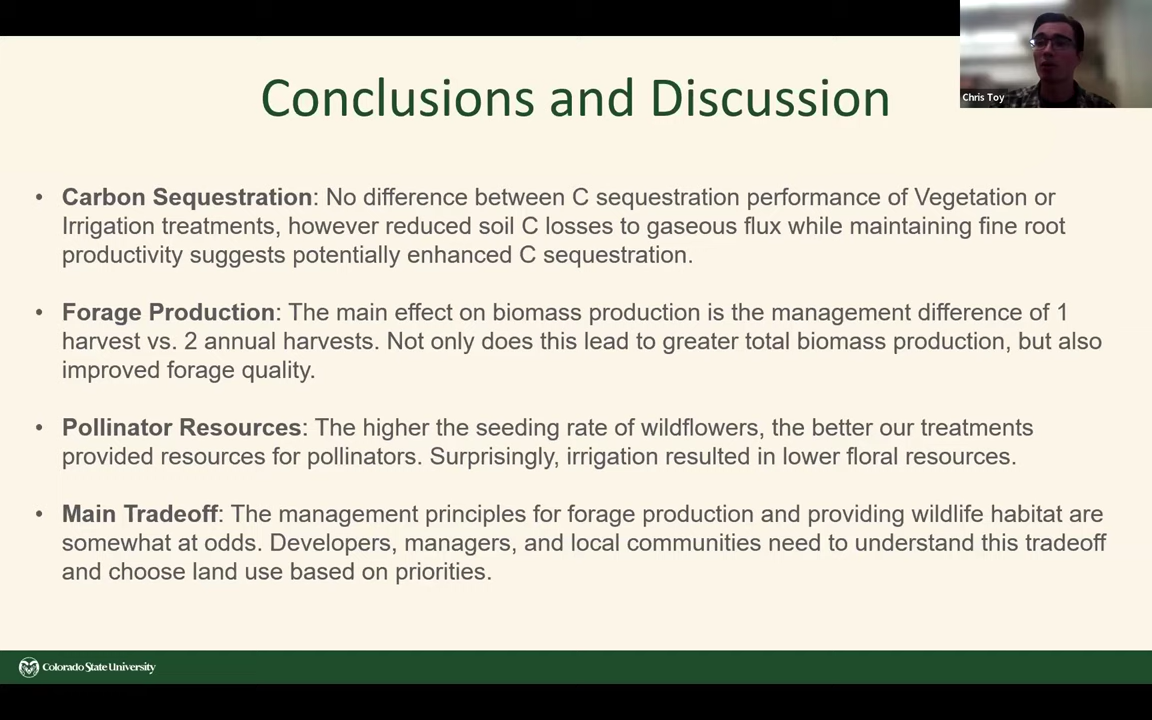 Conclusions and Discussion
Chris Toy
• Carbon Sequestration: No difference between C sequestration performance of Vegetation or
Irrigation treatments, however reduced soil C losses to gaseous flux while maintaining fine root
productivity suggests potentially enhanced C sequestration.
• Forage Production: The main effect on biomass production is the management difference of 1
harvest vs. 2 annual harvests. Not only does this lead to greater total biomass production, but also
improved forage quality.
• Pollinator Resources: The higher the seeding rate of wildflowers, the better our treatments
provided resources for pollinators. Surprisingly, irrigation resulted in lower floral resources.
• Main Tradeoff: The management principles for forage production and providing wildlife habitat are
somewhat at odds. Developers, managers, and local communities need to understand this tradeoff
and choose land use based on priorities.
Colorado State University